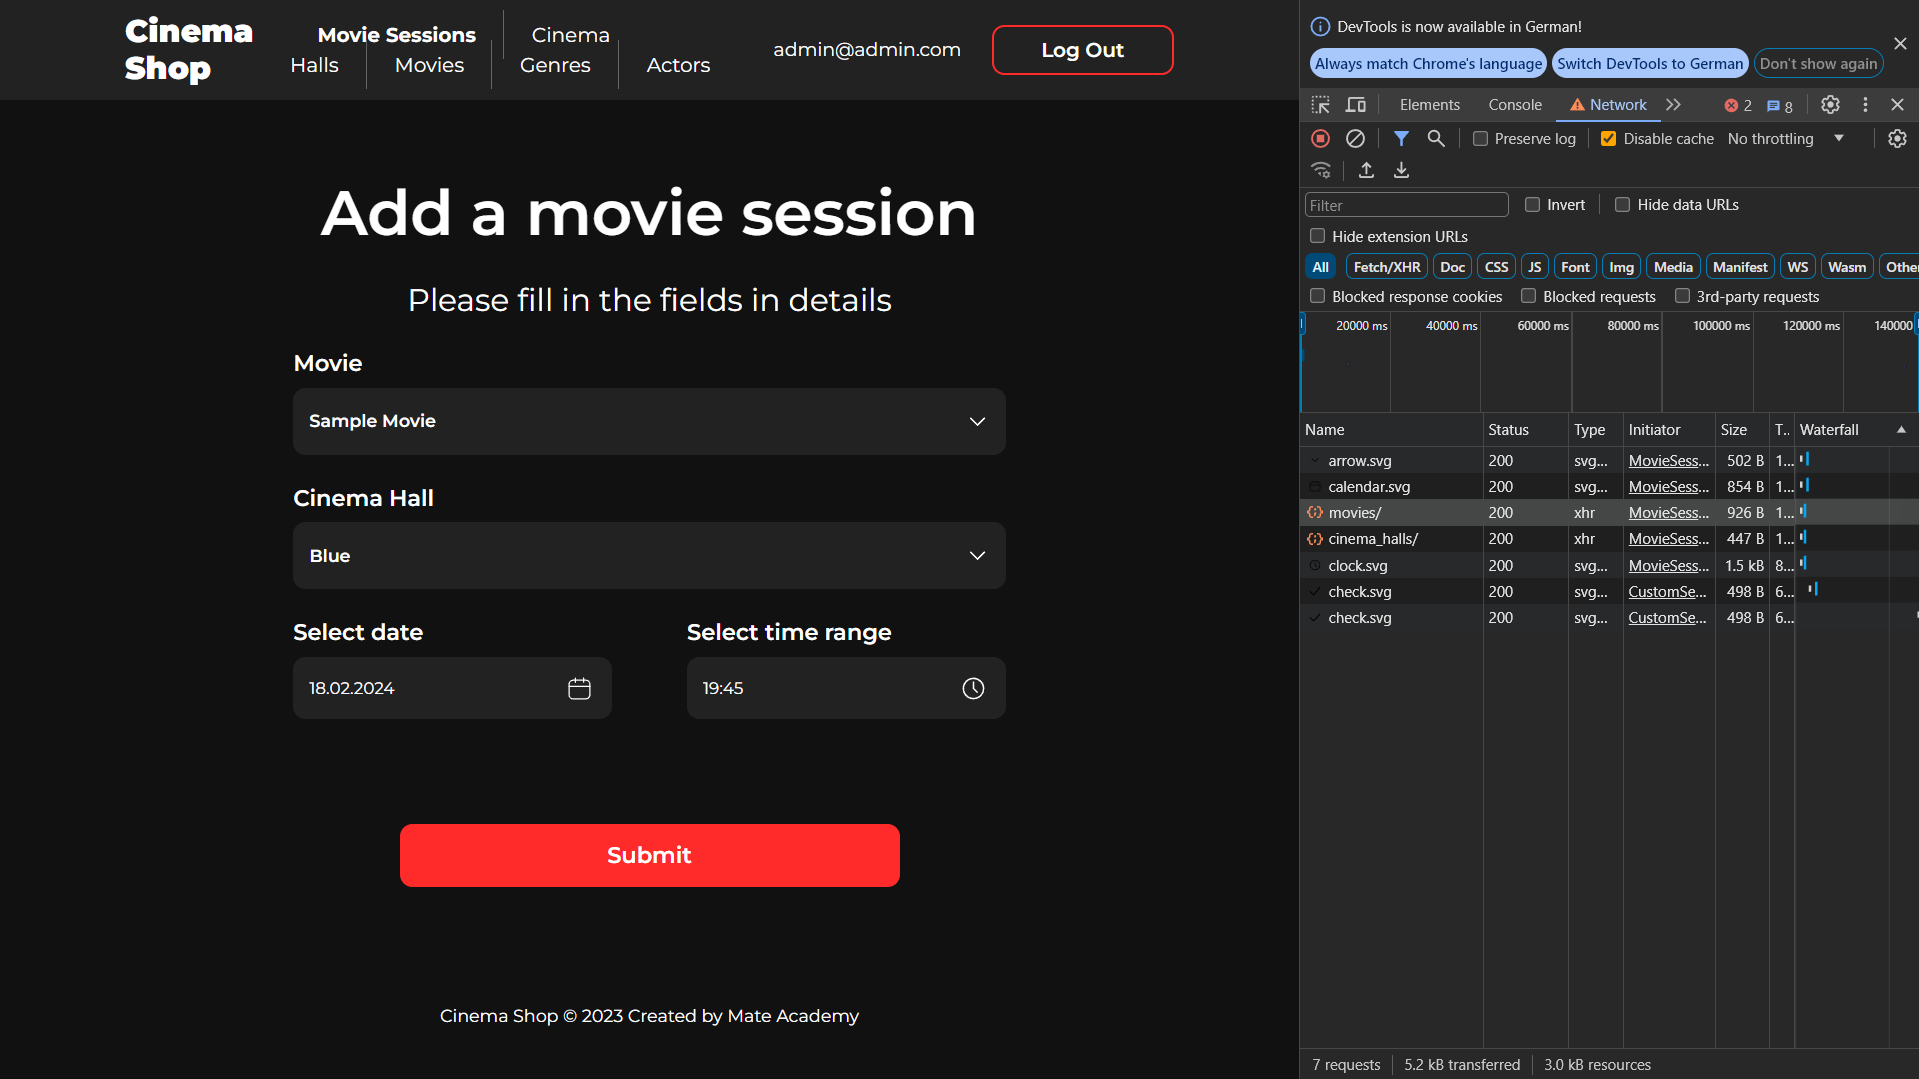 Cinema
Shop
Movie Sessions
Cinema
Halls
Movies
Genres
Actors
admin@admin.com
Log Out
Add a movie session
Please fill in the fields in details
Movie
Sample Movie
Cinema Hall
Blue
Select date
Select time range
18.02.2024
19:45
Submit
Cinema Shop © 2023 Created by Mate Academy
DevTools is now available in German!
Always match Chrome's language
Switch DevTools to German
Don't show again
Elements
Console
Network
2
8
Preserve log
Disable cache
No throttling
Filter
Invert
Hide data URLs
Hide extension URLs
All
Fetch/XHR
Doc
CSS
JS
Font
Img
Media
Manifest
WS
Wasm
Other
Blocked response cookies
Blocked requests
3rd-party requests
20000 ms
40000 ms
60000 ms
80000 ms
100000 ms
120000 ms
140000
Name Status Type Initiator Size T.. Waterfall
arrow.svg 200 svg... MovieSess... 502 B 1...
calendar.svg 200 svg... MovieSess... 854 B 1...
movies/ 200 xhr MovieSess... 926 B 1...
cinema_halls/ 200 xhr MovieSess... 447 B 1...
clock.svg 200 svg... MovieSess... 1.5 kB 8...
check.svg 200 svg... CustomSe... 498 B 6...
check.svg 200 svg... CustomSe... 498 B 6...
7 requests
5.2 kB transferred
3.0 kB resources